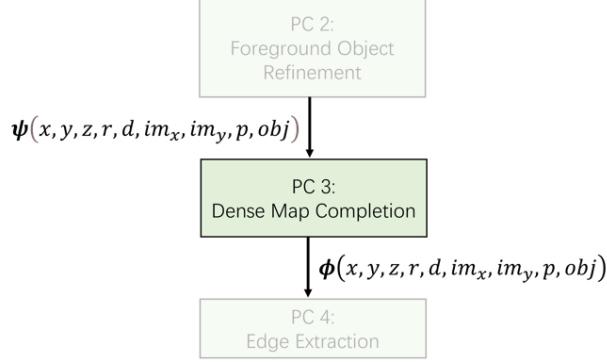 PC 2:
Foreground Object
Refinement
𝝍(x, y, z, r, d, im_x, im_y, p, obj)
PC 3:
Dense Map Completion
𝝓(x, y, z, r, d, im_x, im_y, p, obj)
PC 4:
Edge Extraction